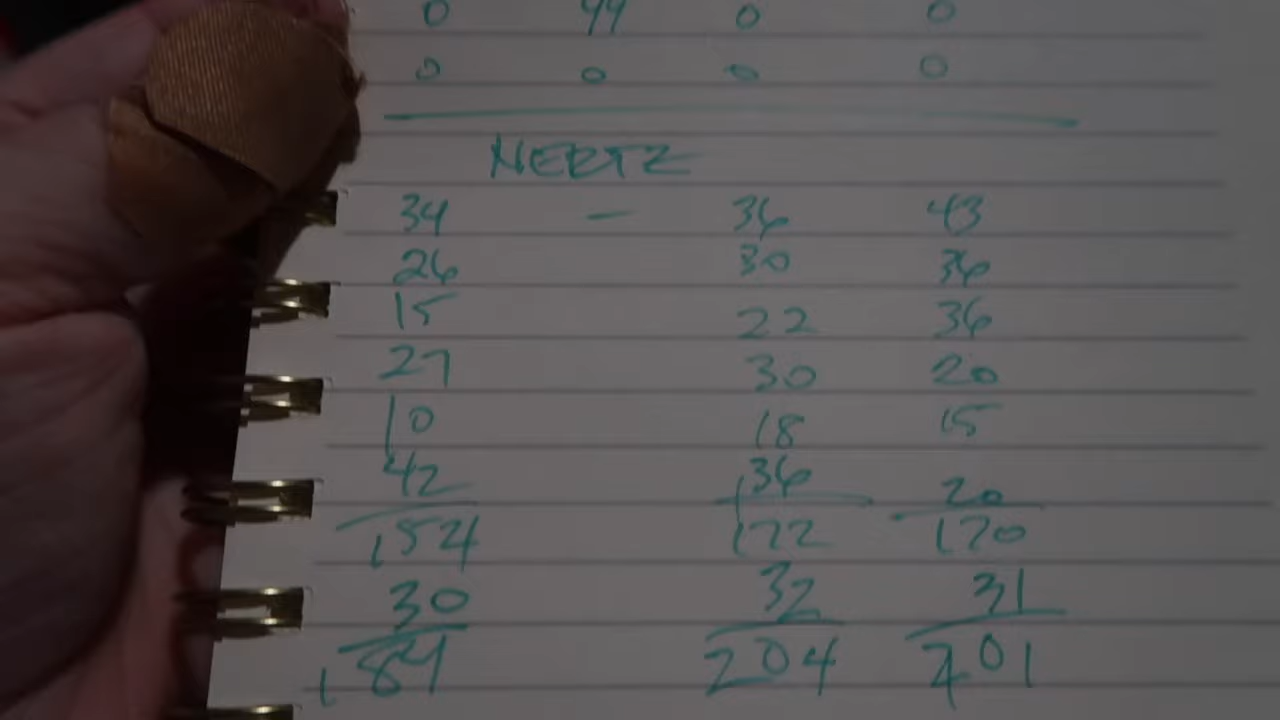 0 99 0 0
0 0 0 0
HERTZ
34 — 36 43
26 30 36
15 22 36
27 30 20
10 18 15
42 36 20
154 172 170
30 32 31
184 204 201